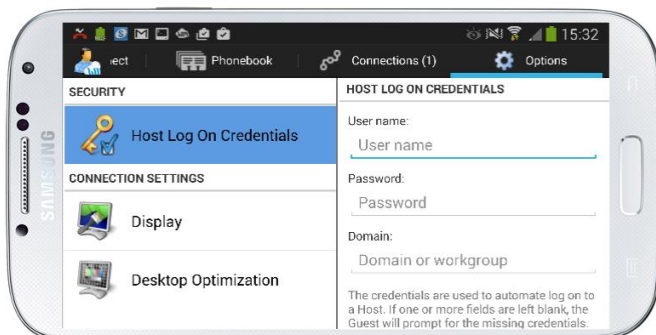 SAMSUNG
15:32
ect
Phonebook
Connections (1)
Options
SECURITY
Host Log On Credentials
CONNECTION SETTINGS
Display
Desktop Optimization
HOST LOG ON CREDENTIALS
User name:
User name
Password:
Password
Domain:
Domain or workgroup
The credentials are used to automate log on to
a Host. If one or more fields are left blank, the
Guest will prompt for the missing credentials.